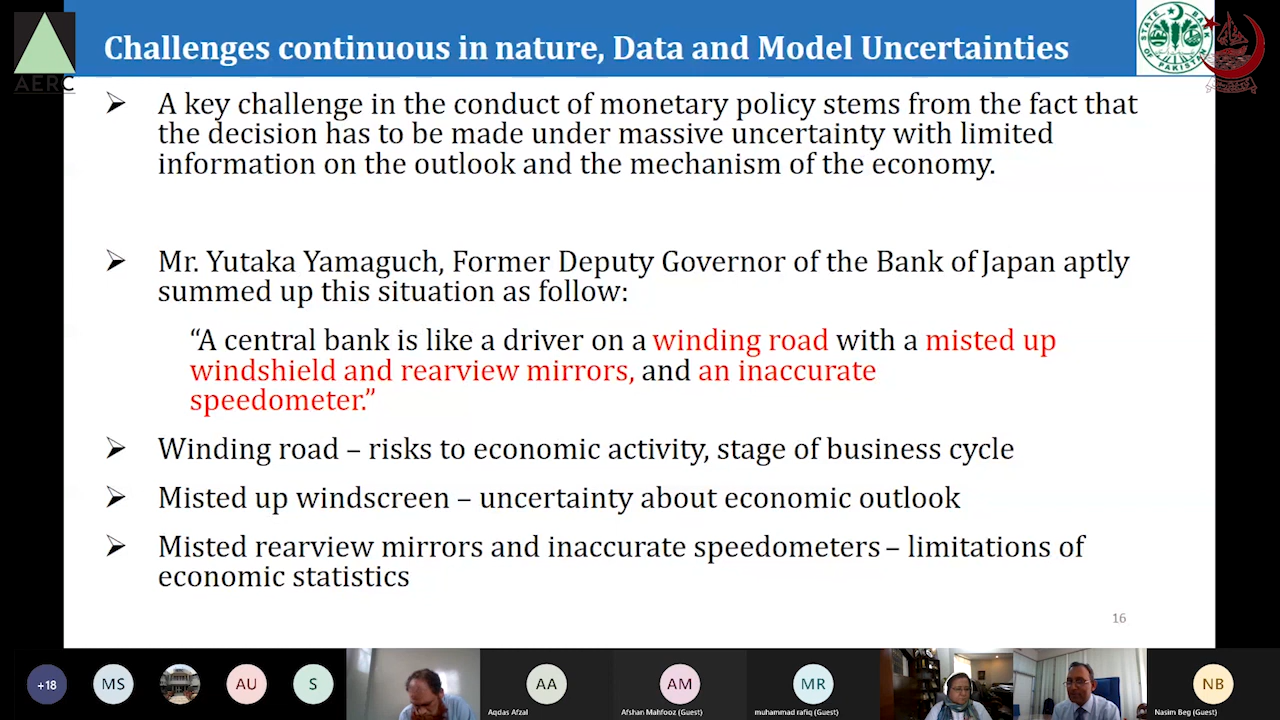 Challenges continuous in nature, Data and Model Uncertainties
STATE BANK OF PAKISTAN
AERC
A key challenge in the conduct of monetary policy stems from the fact that
the decision has to be made under massive uncertainty with limited
information on the outlook and the mechanism of the economy.
Mr. Yutaka Yamaguch, Former Deputy Governor of the Bank of Japan aptly
summed up this situation as follow:
“A central bank is like a driver on a winding road with a misted up
windshield and rearview mirrors, and an inaccurate
speedometer.”
Winding road – risks to economic activity, stage of business cycle
Misted up windscreen – uncertainty about economic outlook
Misted rearview mirrors and inaccurate speedometers – limitations of
economic statistics
16
+18
MS
AU
S
AA
Aqdas Afzal
AM
Afshan Mahfooz (Guest)
MR
muhammad rafiq (Guest)
NB
Nasim Beg (Guest)